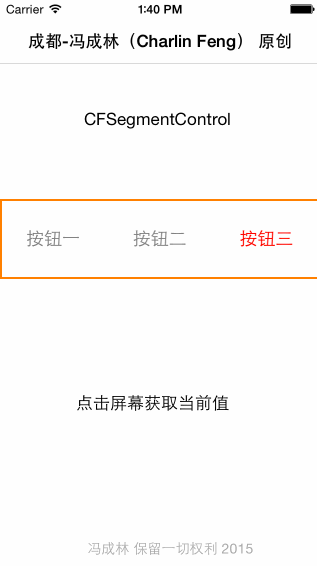 Carrier 1:40 PM
成都-冯成林（Charlin Feng） 原创
CFSegmentControl
按钮一 按钮二 按钮三
点击屏幕获取当前值
冯成林 保留一切权利 2015